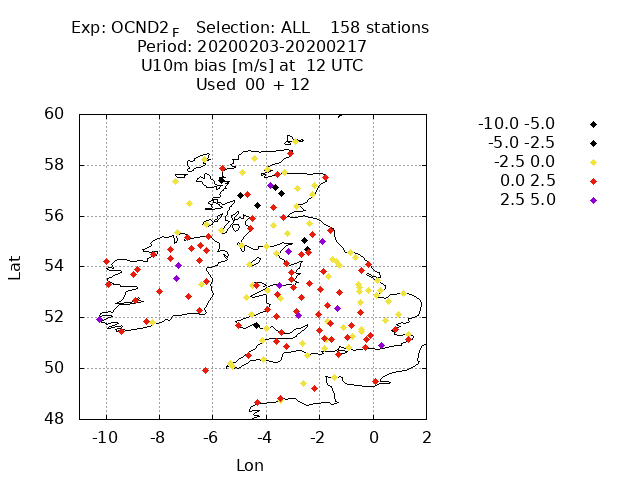 Exp: OCND2F Selection: ALL 158 stations
Period: 20200203-20200217
U10m bias [m/s] at 12 UTC
Used 00 + 12
-10.0 -5.0
-5.0 -2.5
-2.5 0.0
0.0 2.5
2.5 5.0
60
58
56
54
52
50
48
Lat
-10 -8 -6 -4 -2 0 2
Lon